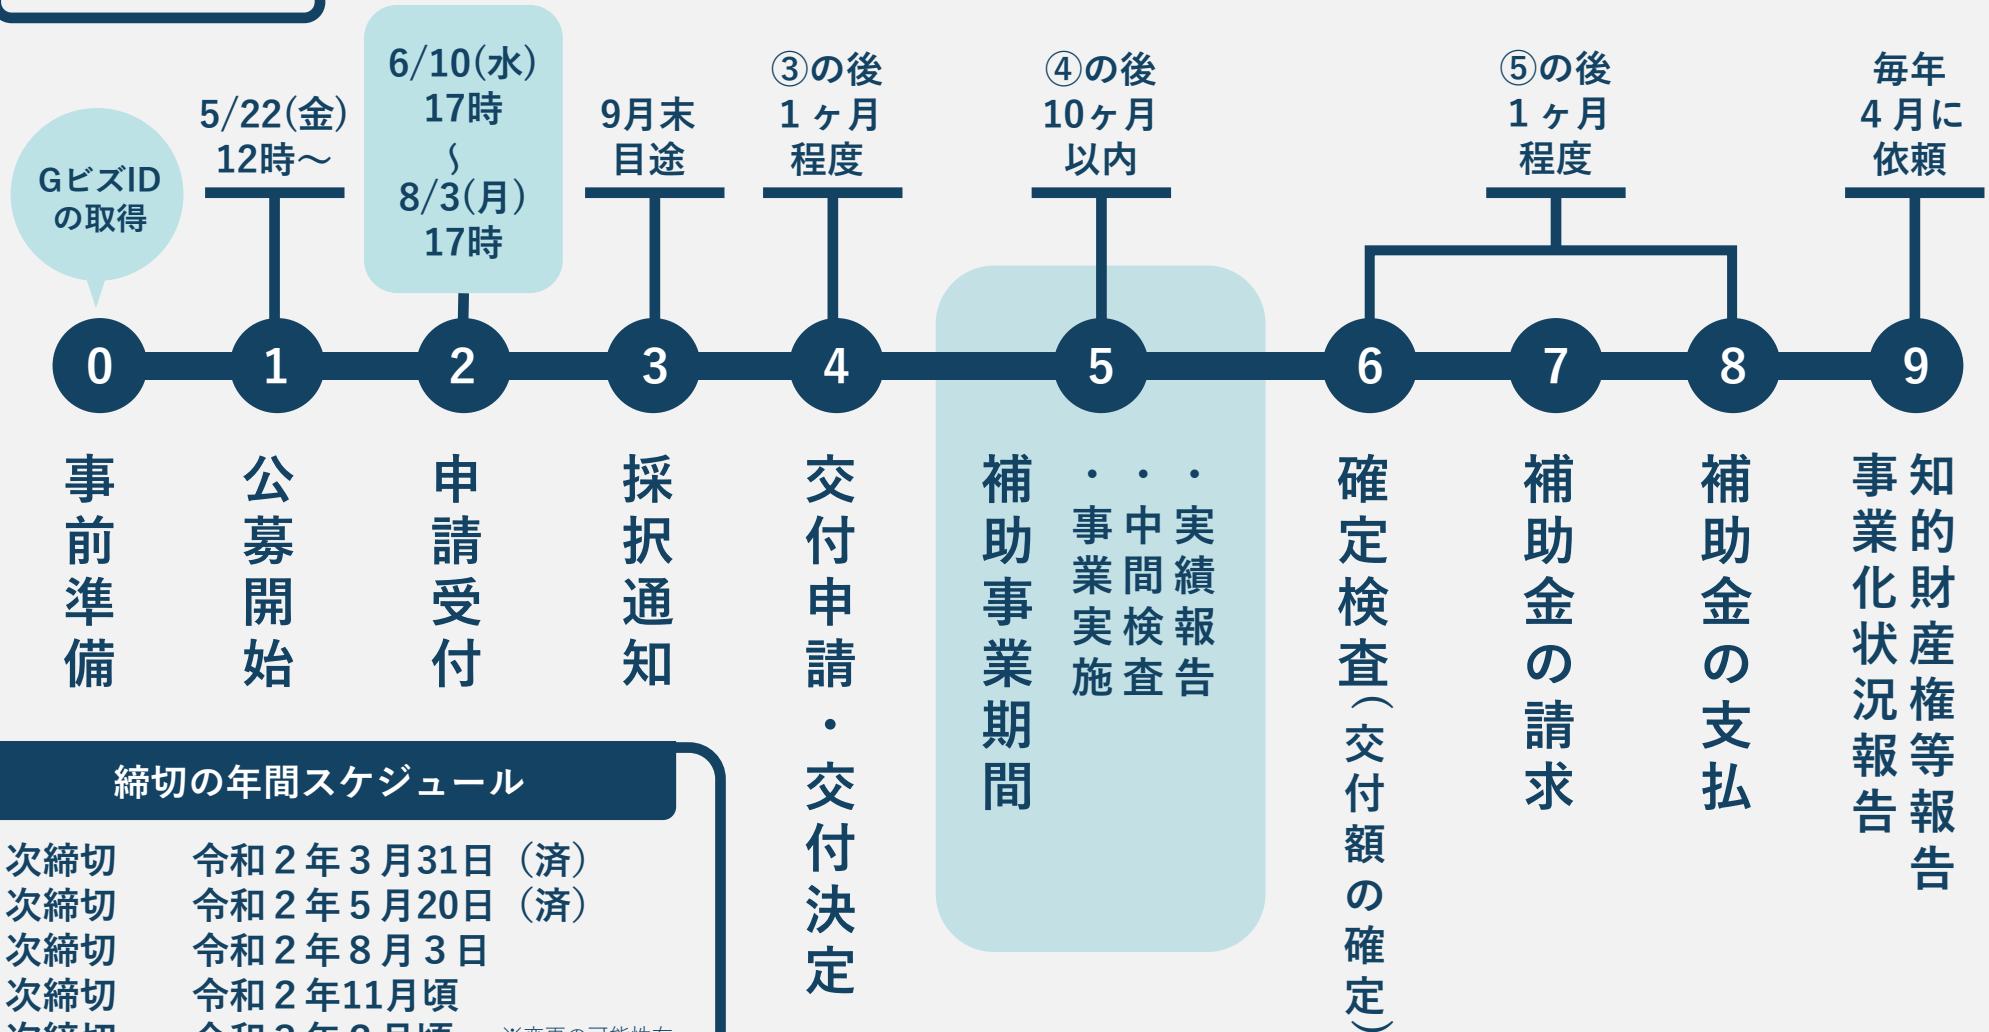 GビズID
の取得
5/22(金)
12時～
6/10(水)
17時
～
8/3(月)
17時
9月末
目途
③の後
1ヶ月
程度
④の後
10ヶ月
以内
⑤の後
1ヶ月
程度
毎年
4月に
依頼
0
1
2
3
4
5
6
7
8
9
事前準備
公募開始
申請受付
採択通知
交付申請・交付決定
補助事業期間
・事業実施
・中間検査
・実績報告
確定検査（交付額の確定）
補助金の請求
補助金の支払
知的財産権等報告
事業化状況報告
締切の年間スケジュール
次締切 令和2年3月31日（済）
次締切 令和2年5月20日（済）
次締切 令和2年8月3日
次締切 令和2年11月頃